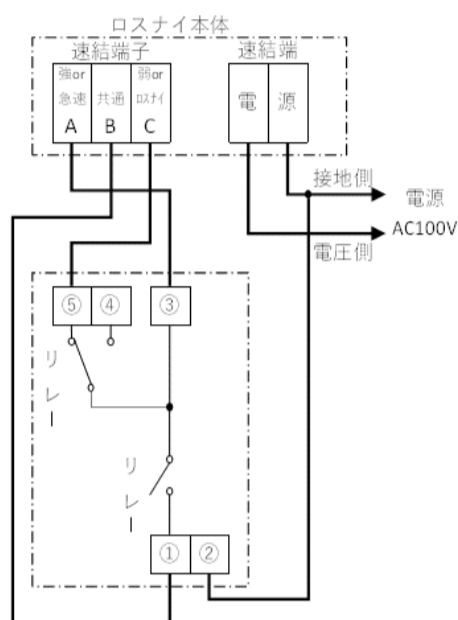 ロスナイ本体
速結端子
速結端
強or
急速
共通
弱or
ロスナイ
A
B
C
電
源
接地側
電源
AC100V
電圧側
⑤
④
③
リレー
リレー
①
②